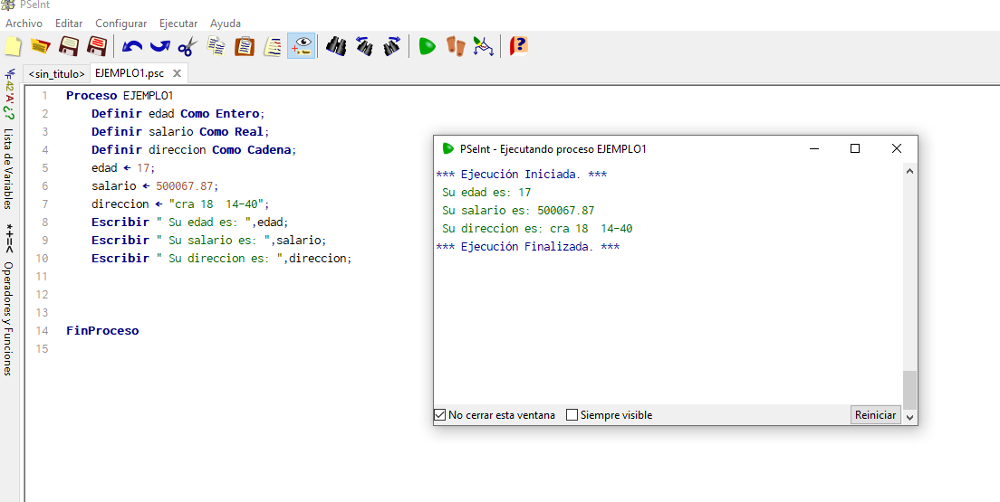 PSeInt
Archivo Editar Configurar Ejecutar Ayuda
<sin_titulo> EJEMPLO1.psc
Lista de Variables
*+=<
Operadores y Funciones
42
'A'
¿?
1 Proceso EJEMPLO1
2 Definir edad Como Entero;
3 Definir salario Como Real;
4 Definir direccion Como Cadena;
5 edad ← 17;
6 salario ← 500067.87;
7 direccion ← "cra 18  14-40";
8 Escribir " Su edad es: ",edad;
9 Escribir " Su salario es: ",salario;
10 Escribir " Su direccion es: ",direccion;
11
12
13
14 FinProceso
15
PSeInt - Ejecutando proceso EJEMPLO1
*** Ejecución Iniciada. ***
Su edad es: 17
Su salario es: 500067.87
Su direccion es: cra 18  14-40
*** Ejecución Finalizada. ***
No cerrar esta ventana Siempre visible Reiniciar